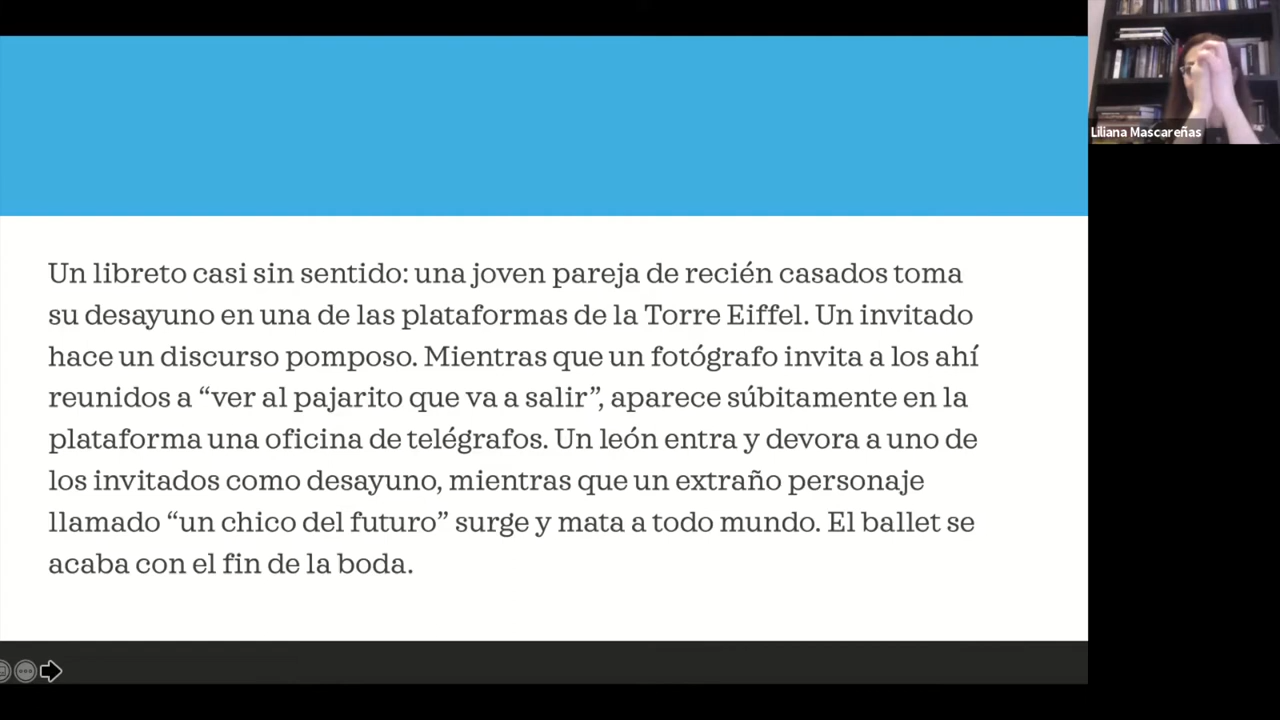 Un libreto casi sin sentido: una joven pareja de recién casados toma
su desayuno en una de las plataformas de la Torre Eiffel. Un invitado
hace un discurso pomposo. Mientras que un fotógrafo invita a los ahí
reunidos a “ver al pajarito que va a salir”, aparece súbitamente en la
plataforma una oficina de telégrafos. Un león entra y devora a uno de
los invitados como desayuno, mientras que un extraño personaje
llamado “un chico del futuro” surge y mata a todo mundo. El ballet se
acaba con el fin de la boda.
Liliana Mascareñas